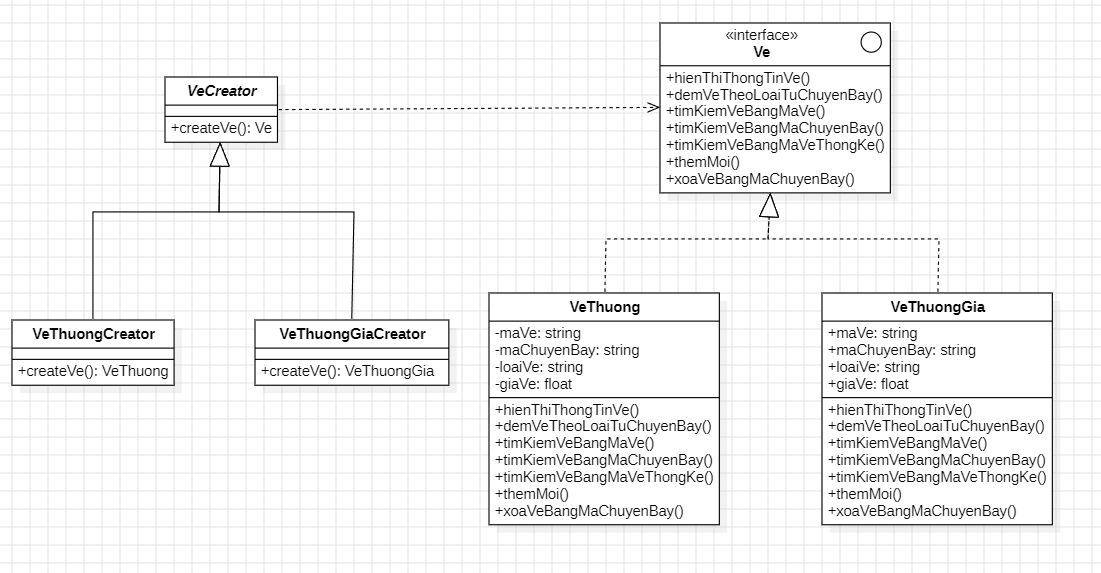 VeCreator
+createVe(): Ve
«interface»
Ve
+hienThiThongTinVe()
+demVeTheoLoaiTuChuyenBay()
+timKiemVeBangMaVe()
+timKiemVeBangMaChuyenBay()
+timKiemVeBangMaVeThongKe()
+themMoi()
+xoaVeBangMaChuyenBay()
VeThuongCreator
+createVe(): VeThuong
VeThuongGiaCreator
+createVe(): VeThuongGia
VeThuong
-maVe: string
-maChuyenBay: string
-loaiVe: string
-giaVe: float
+hienThiThongTinVe()
+demVeTheoLoaiTuChuyenBay()
+timKiemVeBangMaVe()
+timKiemVeBangMaChuyenBay()
+timKiemVeBangMaVeThongKe()
+themMoi()
+xoaVeBangMaChuyenBay()
VeThuongGia
+maVe: string
+maChuyenBay: string
+loaiVe: string
+giaVe: float
+hienThiThongTinVe()
+demVeTheoLoaiTuChuyenBay()
+timKiemVeBangMaVe()
+timKiemVeBangMaChuyenBay()
+timKiemVeBangMaVeThongKe()
+themMoi()
+xoaVeBangMaChuyenBay()